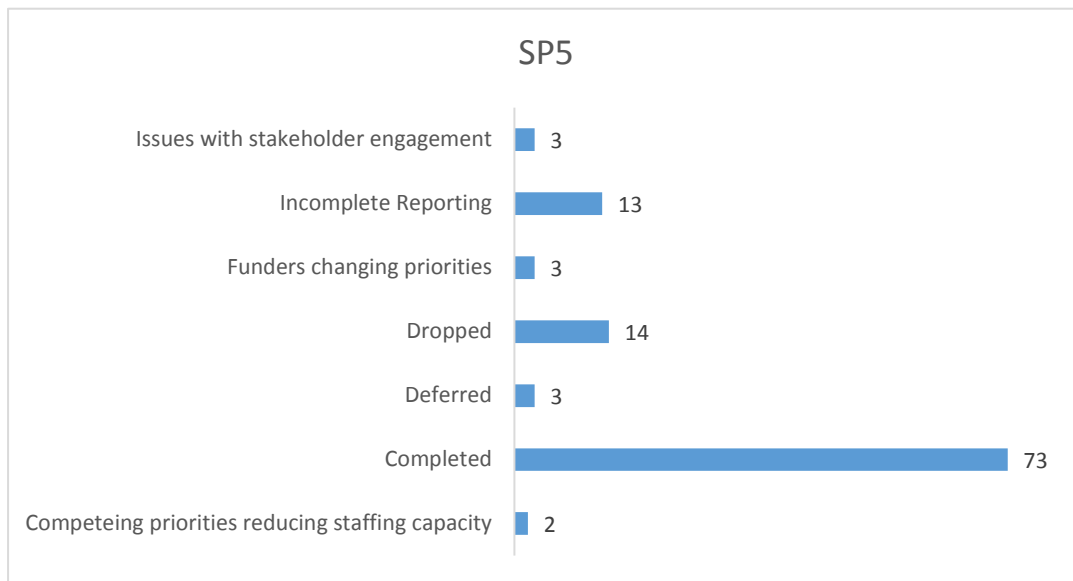 SP5
Issues with stakeholder engagement 3
Incomplete Reporting 13
Funders changing priorities 3
Dropped 14
Deferred 3
Completed 73
Competeing priorities reducing staffing capacity 2